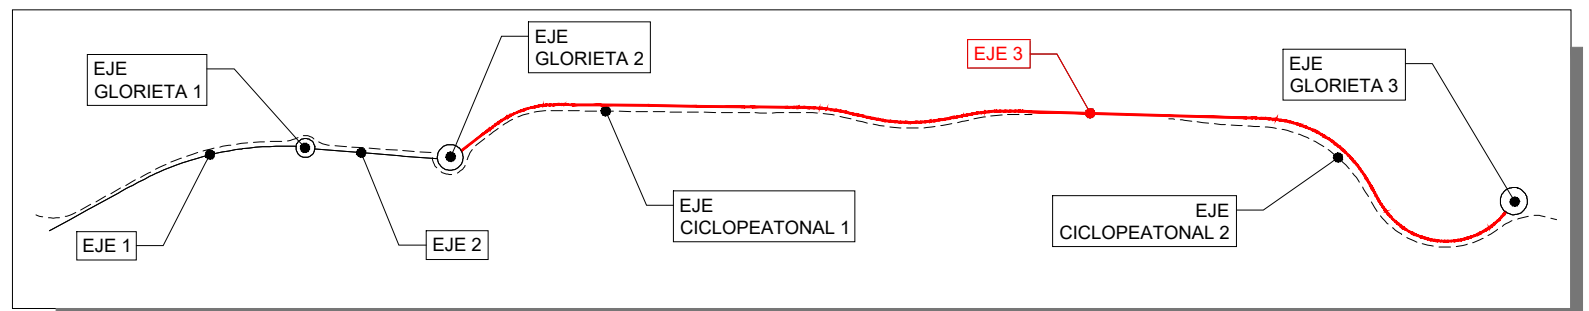 EJE
GLORIETA 1
EJE
GLORIETA 2
EJE 3
EJE
GLORIETA 3
EJE 1
EJE 2
EJE
CICLOPEATONAL 1
EJE
CICLOPEATONAL 2